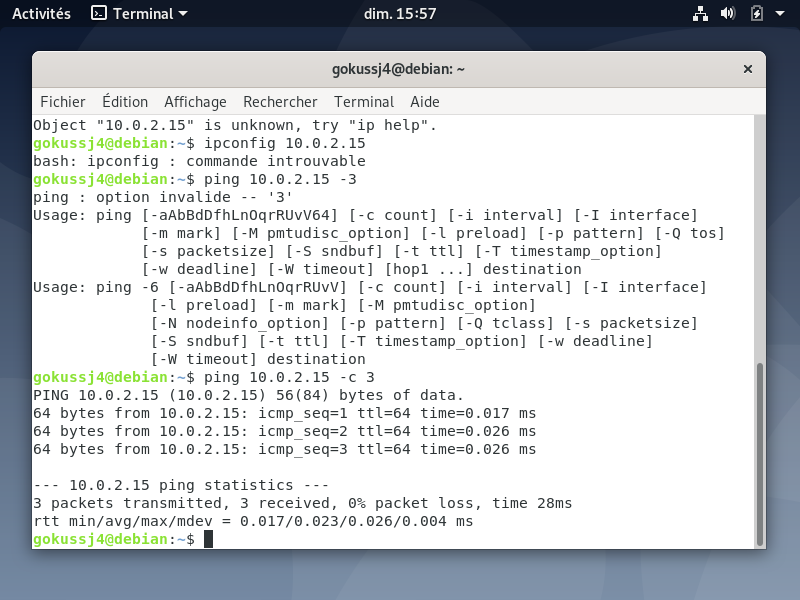 Activités Terminal dim. 15:57
gokussj4@debian: ~ ×
Fichier Édition Affichage Rechercher Terminal Aide
Object "10.0.2.15" is unknown, try "ip help".
gokussj4@debian:~$ ipconfig 10.0.2.15
bash: ipconfig : commande introuvable
gokussj4@debian:~$ ping 10.0.2.15 -3
ping : option invalide -- '3'
Usage: ping [-aAbBdDfhLnOqrRUvV64] [-c count] [-i interval] [-I interface]
            [-m mark] [-M pmtudisc_option] [-l preload] [-p pattern] [-Q tos]
            [-s packetsize] [-S sndbuf] [-t ttl] [-T timestamp_option]
            [-w deadline] [-W timeout] [hop1 ...] destination
Usage: ping -6 [-aAbBdDfhLnOqrRUvV] [-c count] [-i interval] [-I interface]
             [-l preload] [-m mark] [-M pmtudisc_option]
             [-N nodeinfo_option] [-p pattern] [-Q tclass] [-s packetsize]
             [-S sndbuf] [-t ttl] [-T timestamp_option] [-w deadline]
             [-W timeout] destination
gokussj4@debian:~$ ping 10.0.2.15 -c 3
PING 10.0.2.15 (10.0.2.15) 56(84) bytes of data.
64 bytes from 10.0.2.15: icmp_seq=1 ttl=64 time=0.017 ms
64 bytes from 10.0.2.15: icmp_seq=2 ttl=64 time=0.026 ms
64 bytes from 10.0.2.15: icmp_seq=3 ttl=64 time=0.026 ms

--- 10.0.2.15 ping statistics ---
3 packets transmitted, 3 received, 0% packet loss, time 28ms
rtt min/avg/max/mdev = 0.017/0.023/0.026/0.004 ms
gokussj4@debian:~$